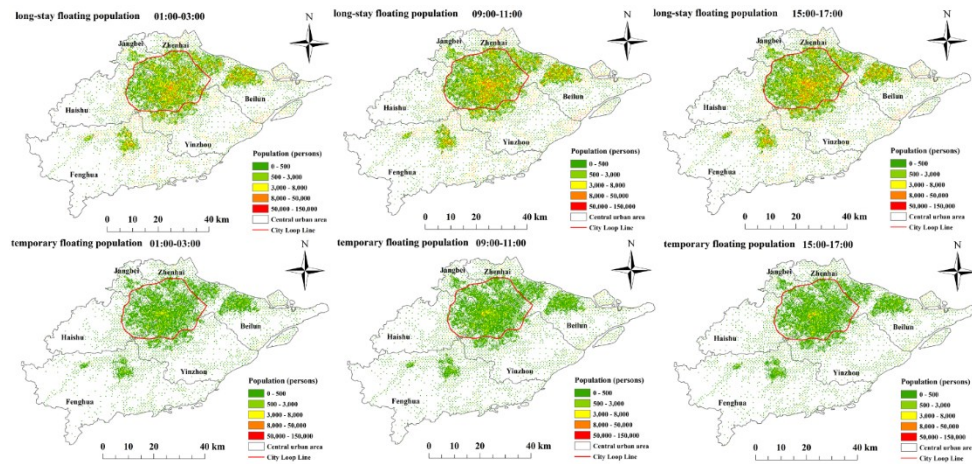 long-stay floating population 01:00-03:00
N
Jangbei
Zhenhai
Haishu
Beilun
Yinzhou
Fenghua
Population (persons)
0 - 500
500 - 3,000
3,000 - 8,000
8,000 - 50,000
50,000 - 150,000
Central urban area
City Loop Line
0 5 10 20 40 km
long-stay floating population 09:00-11:00
N
Jangbei
Zhenhai
Haishu
Beilun
Yinzhou
Fenghua
Population (persons)
0 - 500
500 - 3,000
3,000 - 8,000
8,000 - 50,000
50,000 - 150,000
Central urban area
City Loop Line
0 5 10 20 40 km
long-stay floating population 15:00-17:00
N
Jangbei
Zhenhai
Haishu
Beilun
Yinzhou
Fenghua
Population (persons)
0 - 500
500 - 3,000
3,000 - 8,000
8,000 - 50,000
50,000 - 150,000
Central urban area
City Loop Line
0 5 10 20 40 km
temporary floating population 01:00-03:00
N
Jangbei
Zhenhai
Haishu
Beilun
Yinzhou
Fenghua
Population (persons)
0 - 500
500 - 3,000
3,000 - 8,000
8,000 - 50,000
50,000 - 150,000
Central urban area
City Loop Line
0 5 10 20 40 km
temporary floating population 09:00-11:00
N
Jangbei
Zhenhai
Haishu
Beilun
Yinzhou
Fenghua
Population (persons)
0 - 500
500 - 3,000
3,000 - 8,000
8,000 - 50,000
50,000 - 150,000
Central urban area
City Loop Line
0 5 10 20 40 km
temporary floating population 15:00-17:00
N
Jangbei
Zhenhai
Haishu
Beilun
Yinzhou
Fenghua
Population (persons)
0 - 500
500 - 3,000
3,000 - 8,000
8,000 - 50,000
50,000 - 150,000
Central urban area
City Loop Line
0 5 10 20 40 km